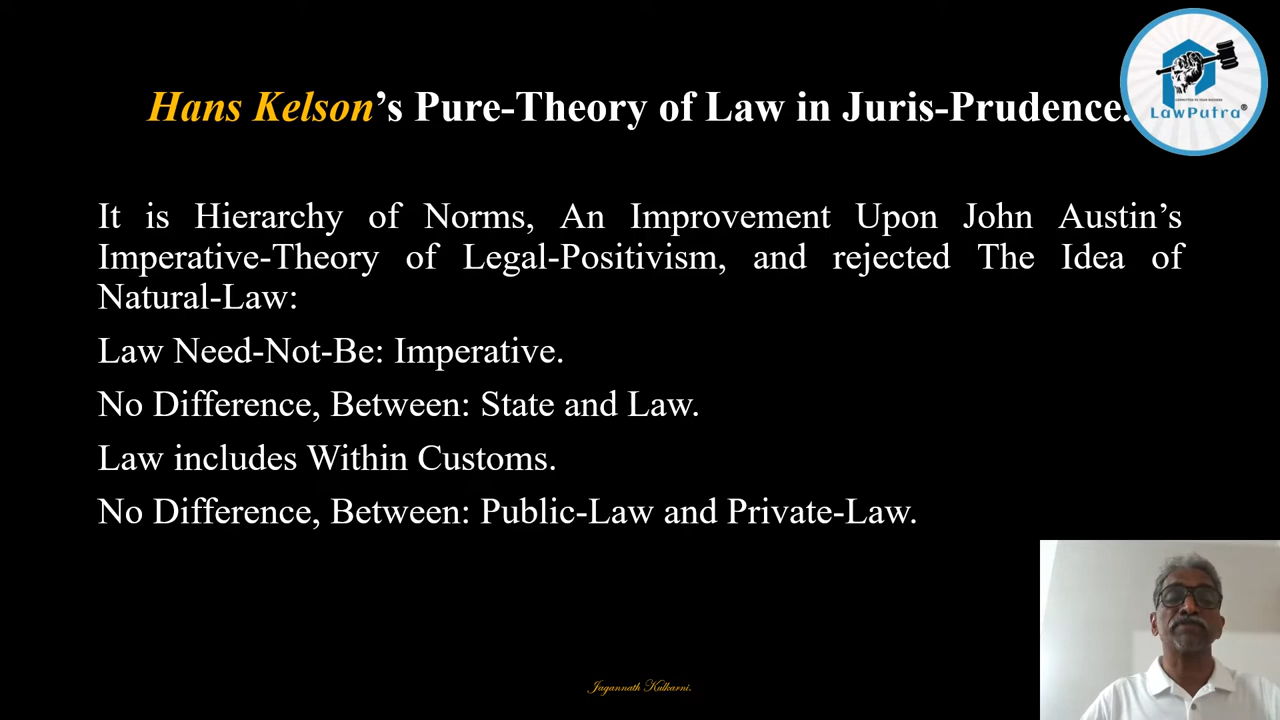 Hans Kelson’s Pure-Theory of Law in Juris-Prudence.
LawPutra®
It is Hierarchy of Norms, An Improvement Upon John Austin’s
Imperative-Theory of Legal-Positivism, and rejected The Idea of
Natural-Law:
Law Need-Not-Be: Imperative.
No Difference, Between: State and Law.
Law includes Within Customs.
No Difference, Between: Public-Law and Private-Law.
Jagannath Kulkarni.